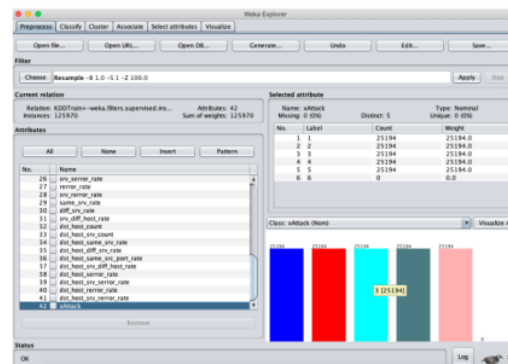 Weka Explorer
Preprocess Classify Cluster Associate Select attributes Visualize
Open file... Open URL... Open DB... Generate... Undo Edit... Save...
Filter
Choose Resample -B 1.0 -S 1 -Z 100.0 Apply Stop
Current relation
Relation: KDDTrain+-weka.filters.supervised.ins... Attributes: 42
Instances: 125970 Sum of weights: 125970
Attributes
All None Invert Pattern
No. Name
26 srv_serror_rate
27 rerror_rate
28 srv_rerror_rate
29 same_srv_rate
30 diff_srv_rate
31 srv_diff_host_rate
32 dst_host_count
33 dst_host_srv_count
34 dst_host_same_srv_rate
35 dst_host_diff_srv_rate
36 dst_host_same_src_port_rate
37 dst_host_srv_diff_host_rate
38 dst_host_serror_rate
39 dst_host_srv_serror_rate
40 dst_host_rerror_rate
41 dst_host_srv_rerror_rate
42 xAttack
Remove
Selected attribute
Name: xAttack Type: Nominal
Missing: 0 (0%) Distinct: 5 Unique: 0 (0%)
No. Label Count Weight
1 1 25194 25194.0
2 2 25194 25194.0
3 3 25194 25194.0
4 4 25194 25194.0
5 5 25194 25194.0
6 6 0 0.0
Class: xAttack (Nom) Visualize A
25194 25194 25194 25194 25194
3 [25194]
Status
OK Log